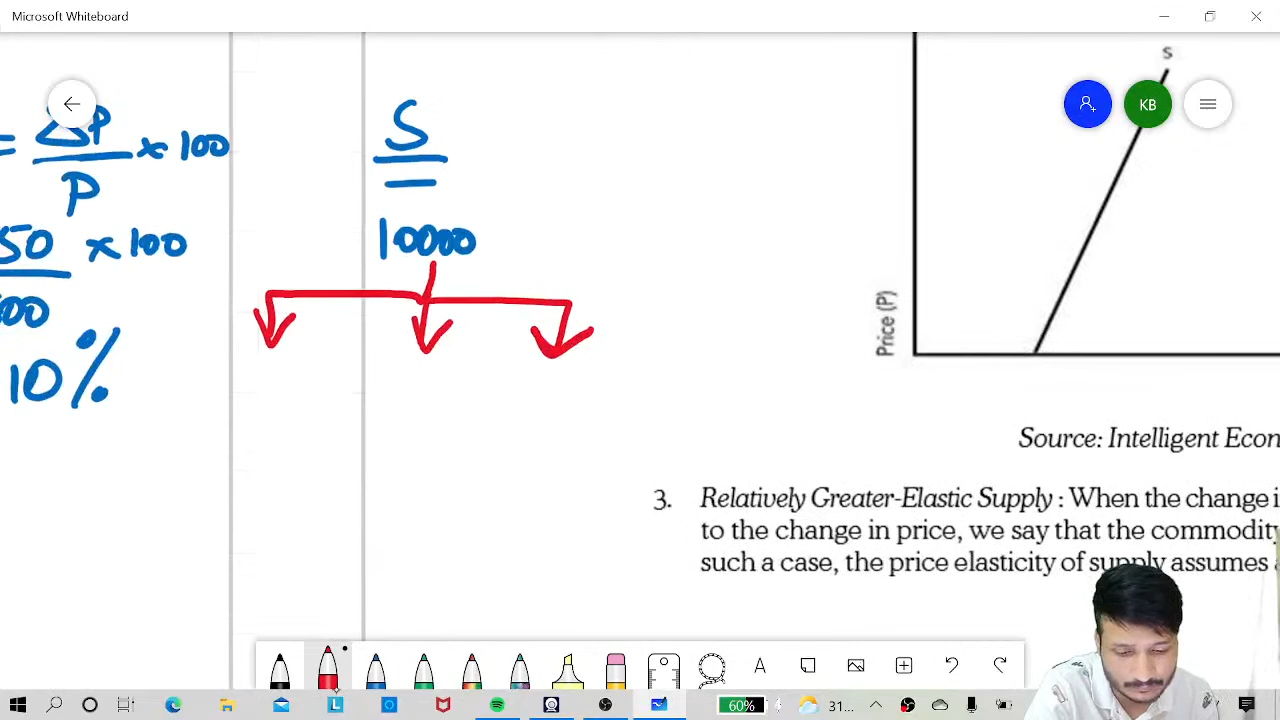 Microsoft Whiteboard
= ΔP/P × 100
50 × 100
10%
S
10000
S
KB
Price (P)
Source: Intelligent Econ
3. Relatively Greater-Elastic Supply : When the change i
to the change in price, we say that the commodity
such a case, the price elasticity of supply assumes
60%
31...